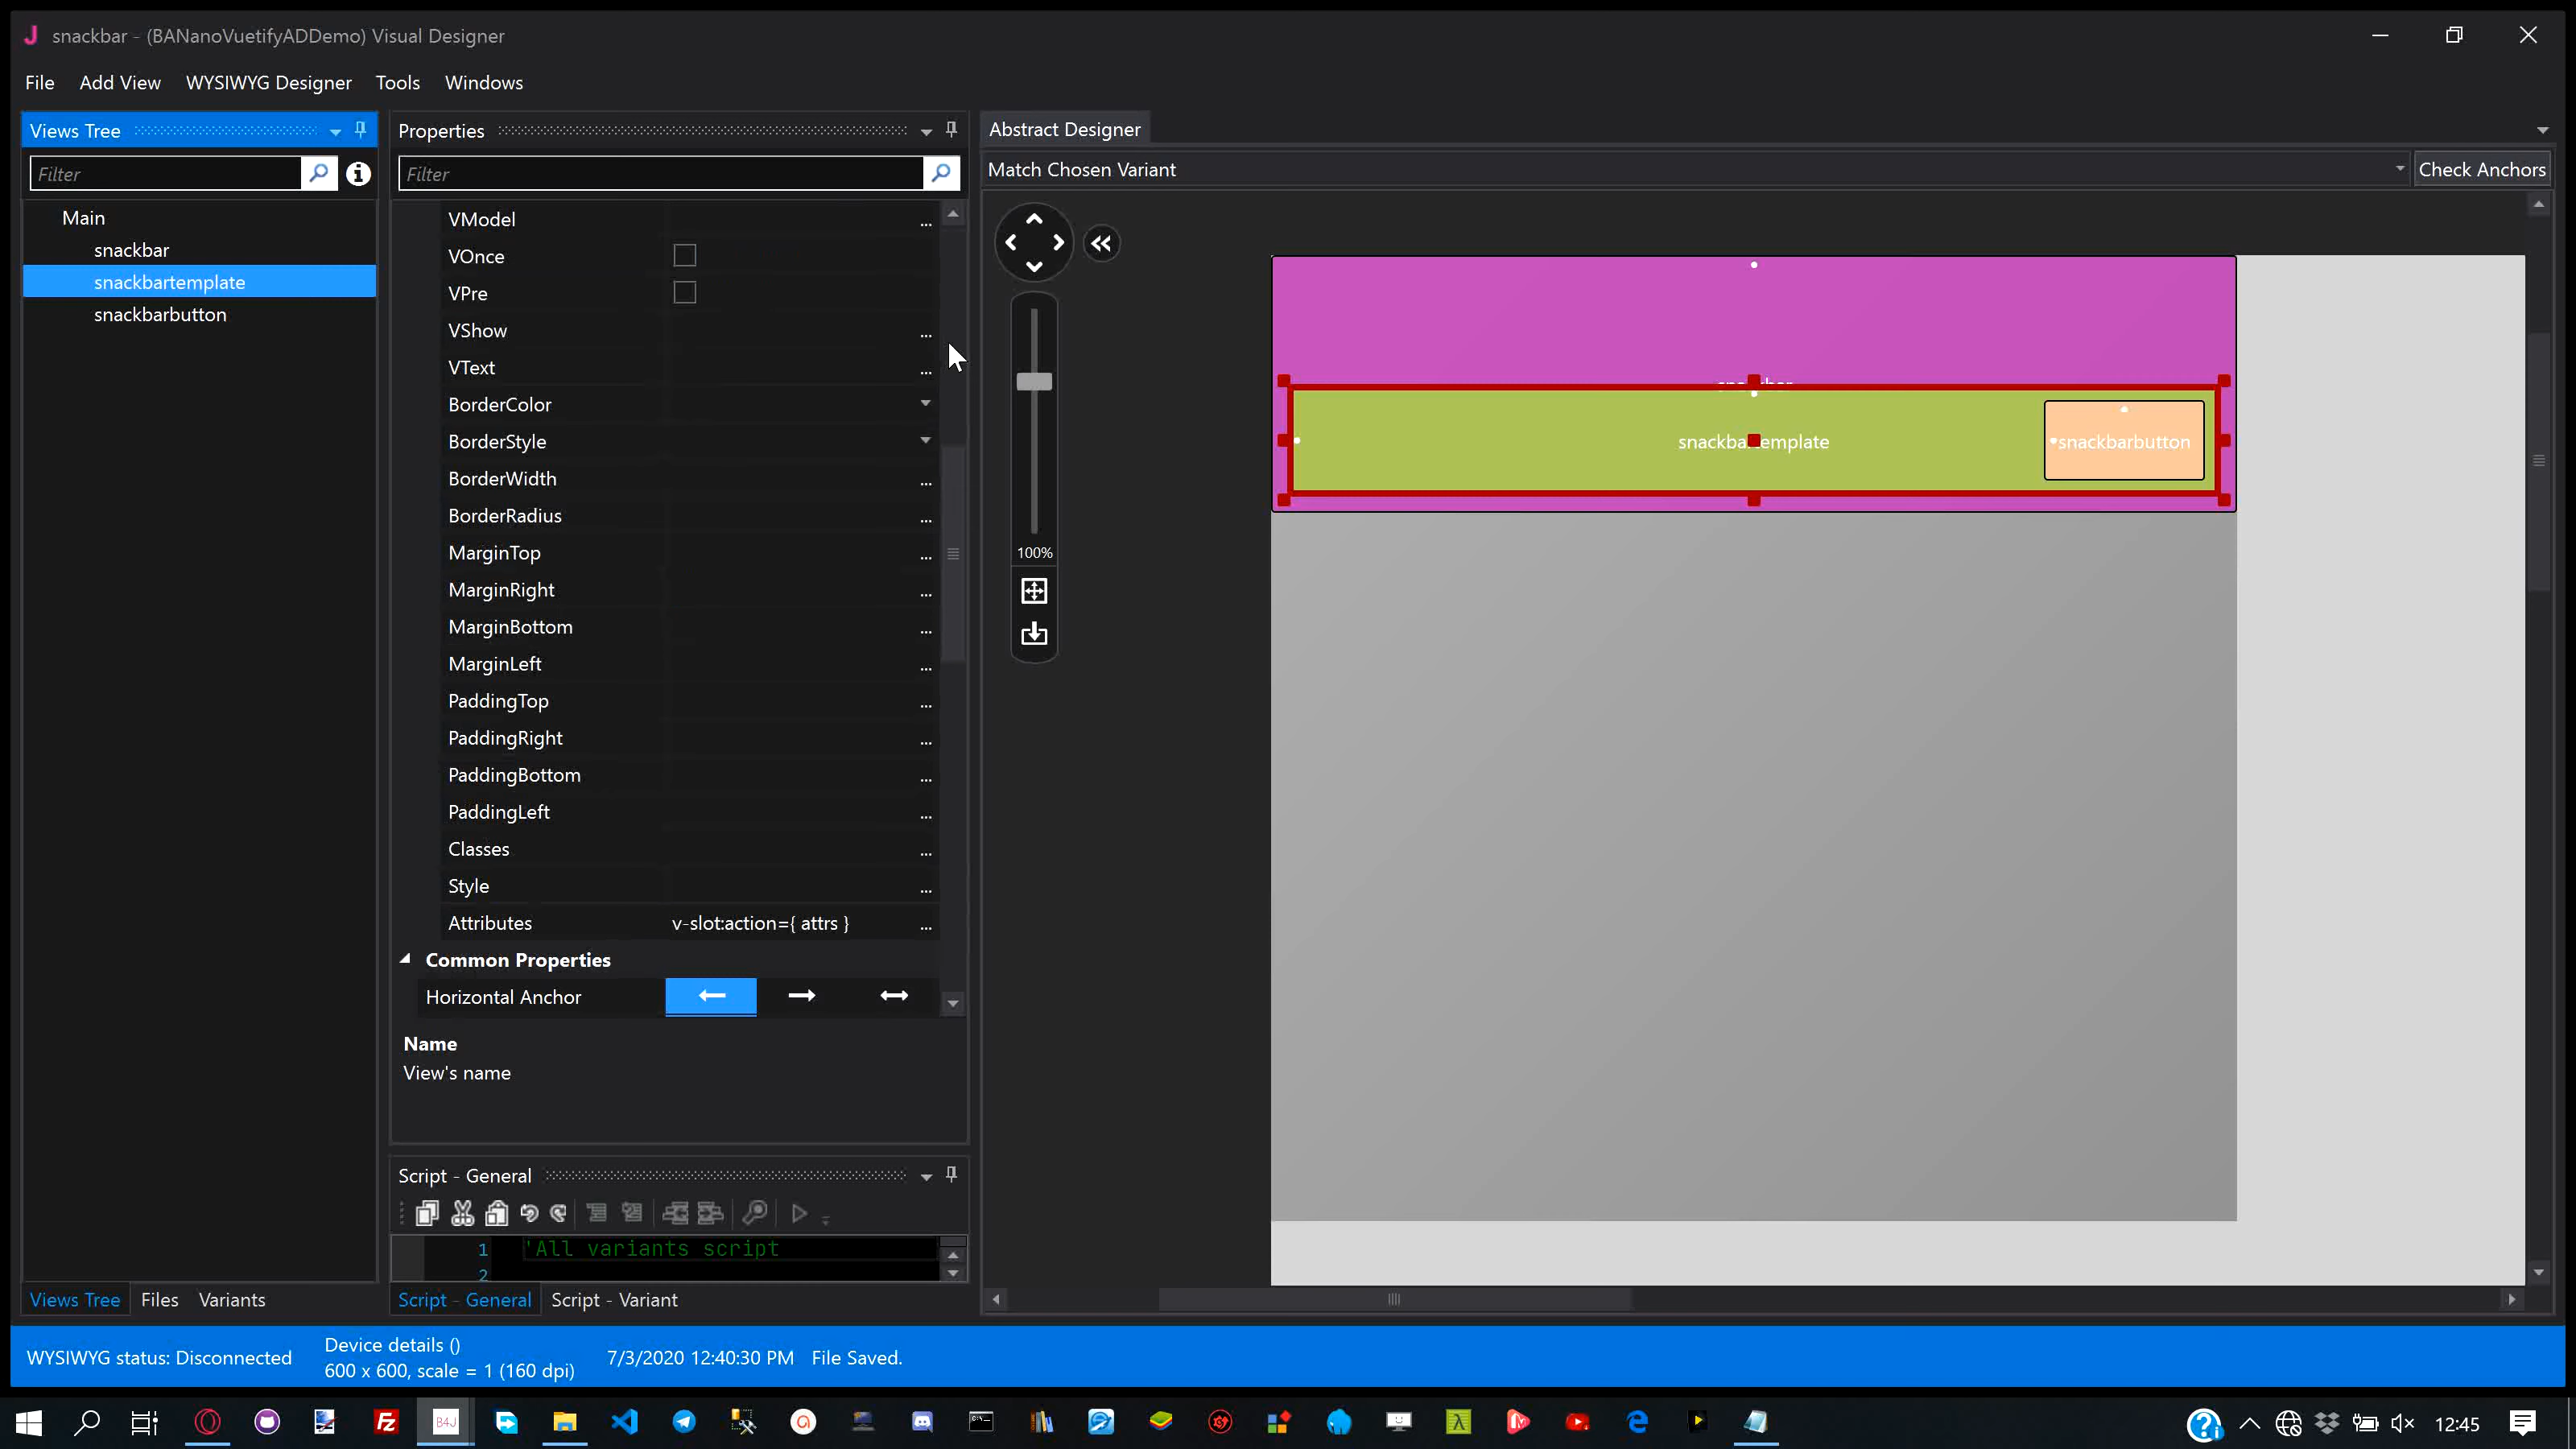 snackbar - (BANanoVuetifyADDemo) Visual Designer
File Add View WYSIWYG Designer Tools Windows
Views Tree
Filter
Main
snackbar
snackbartemplate
snackbarbutton
Properties
Filter
VModel ...
VOnce
VPre
VShow ...
VText ...
BorderColor
BorderStyle
BorderWidth ...
BorderRadius ...
MarginTop ...
MarginRight ...
MarginBottom ...
MarginLeft ...
PaddingTop ...
PaddingRight ...
PaddingBottom ...
PaddingLeft ...
Classes ...
Style ...
Attributes v-slot:action={ attrs } ...
Common Properties
Horizontal Anchor
Name
View's name
Script - General
1 'All variants script
2
Views Tree Files Variants
Script - General Script - Variant
Abstract Designer
Match Chosen Variant Check Anchors
100%
snackbarbutton
WYSIWYG status: Disconnected
Device details ()
600 x 600, scale = 1 (160 dpi)
7/3/2020 12:40:30 PM File Saved.
B4J
12:45